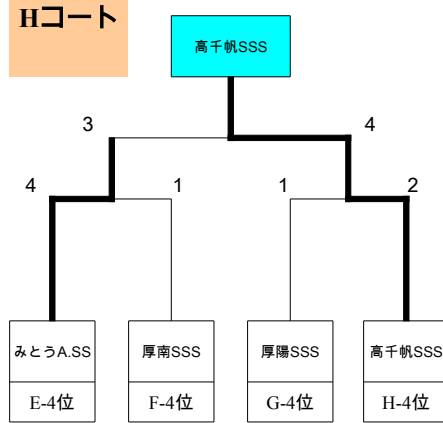 Hコート
高千帆SSS
3
4
4
1
1
2
みとうA.SS
厚南SSS
厚陽SSS
高千帆SSS
E-4位
F-4位
G-4位
H-4位